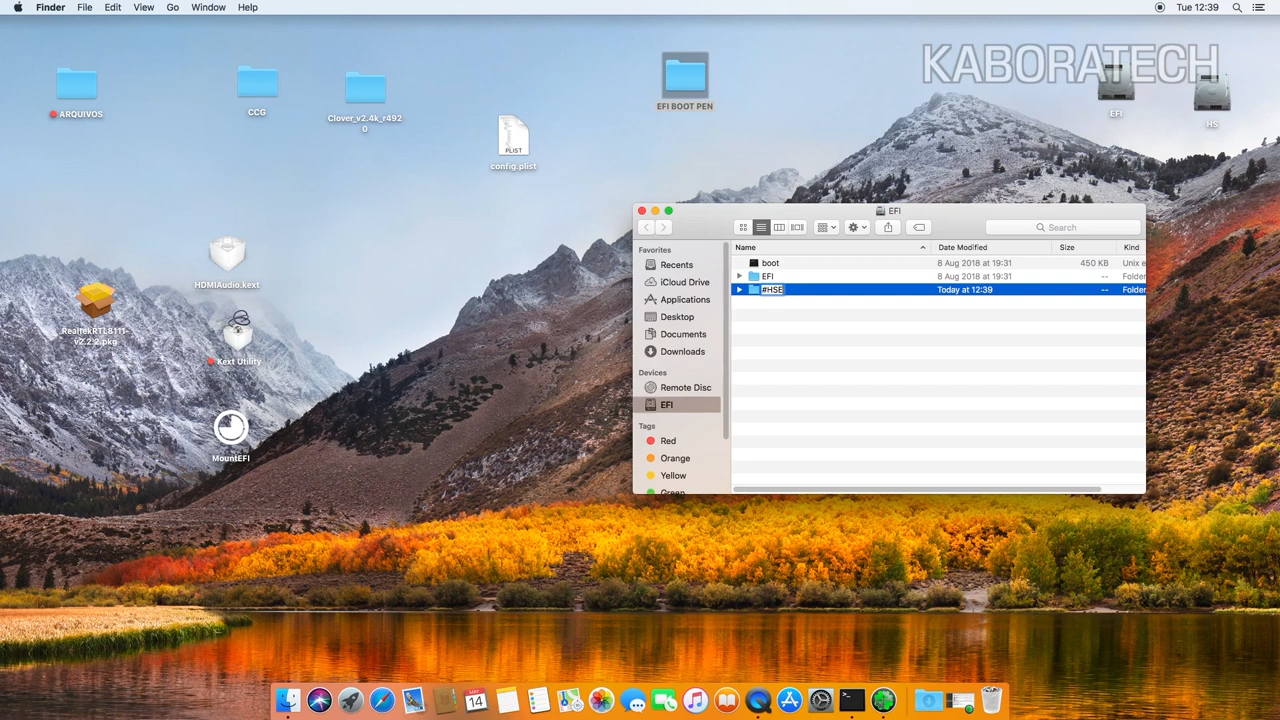 Finder File Edit View Go Window Help Tue 12:39
KABORATECH
ARQUIVOS
CCG
Clover_v2.4k_r492
0
PLIST
config.plist
EFI BOOT PEN
EFI
HS
HDMIAudio.kext
RealtekRTL8111-
v2.2.2.pkg
Kext Utility
MountEFI
EFI
Search
Favorites
Recents
iCloud Drive
Applications
Desktop
Documents
Downloads
Devices
Remote Disc
EFI
Tags
Red
Orange
Yellow
Green
Name Date Modified Size Kind
boot 8 Aug 2018 at 19:31 450 KB Unix e
EFI 8 Aug 2018 at 19:31 -- Folder
#HSE Today at 12:39 -- Folder
14